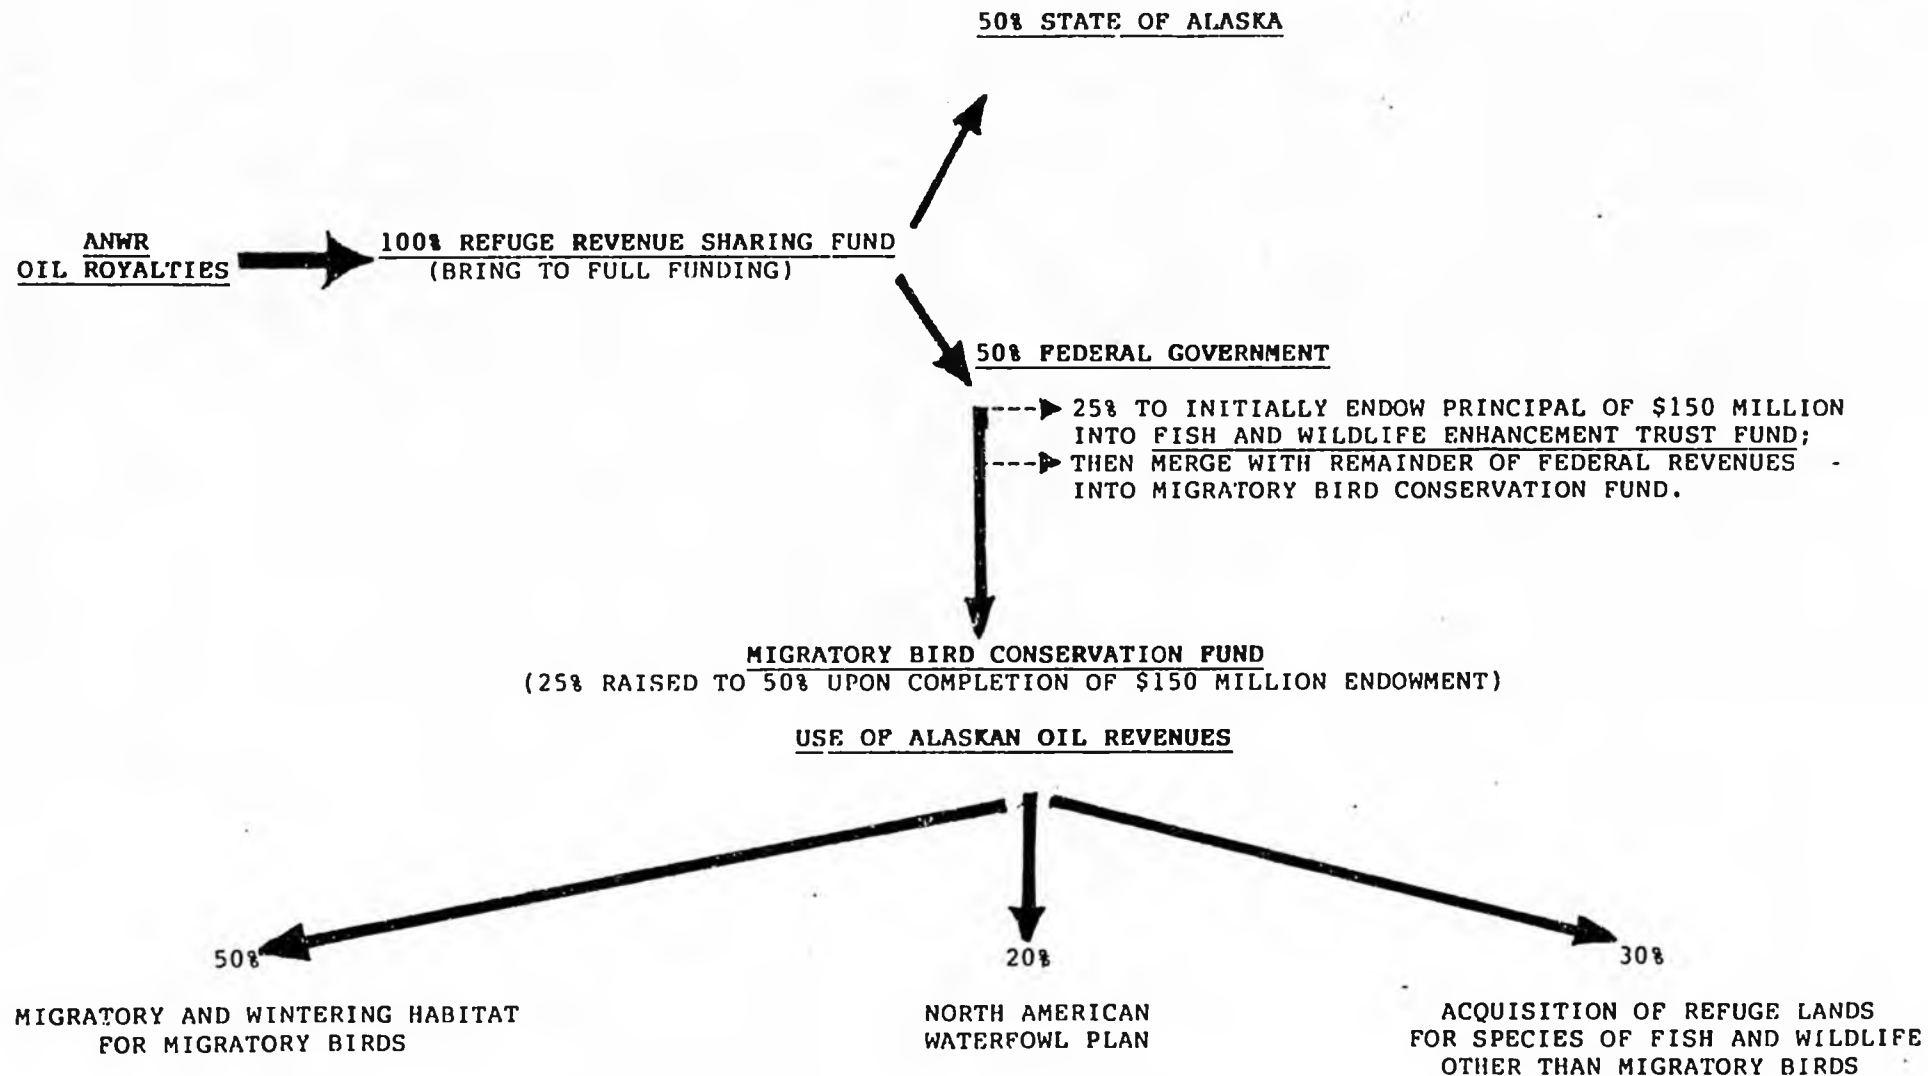 50% STATE OF ALASKA
ANWR
OIL ROYALTIES
100% REFUGE REVENUE SHARING FUND
(BRING TO FULL FUNDING)
50% FEDERAL GOVERNMENT
25% TO INITIALLY ENDOW PRINCIPAL OF $150 MILLION
INTO FISH AND WILDLIFE ENHANCEMENT TRUST FUND;
THEN MERGE WITH REMAINDER OF FEDERAL REVENUES
INTO MIGRATORY BIRD CONSERVATION FUND.
MIGRATORY BIRD CONSERVATION FUND
(25% RAISED TO 50% UPON COMPLETION OF $150 MILLION ENDOWMENT)
USE OF ALASKAN OIL REVENUES
50%
MIGRATORY AND WINTERING HABITAT
FOR MIGRATORY BIRDS
20%
NORTH AMERICAN
WATERFOWL PLAN
30%
ACQUISITION OF REFUGE LANDS
FOR SPECIES OF FISH AND WILDLIFE
OTHER THAN MIGRATORY BIRDS